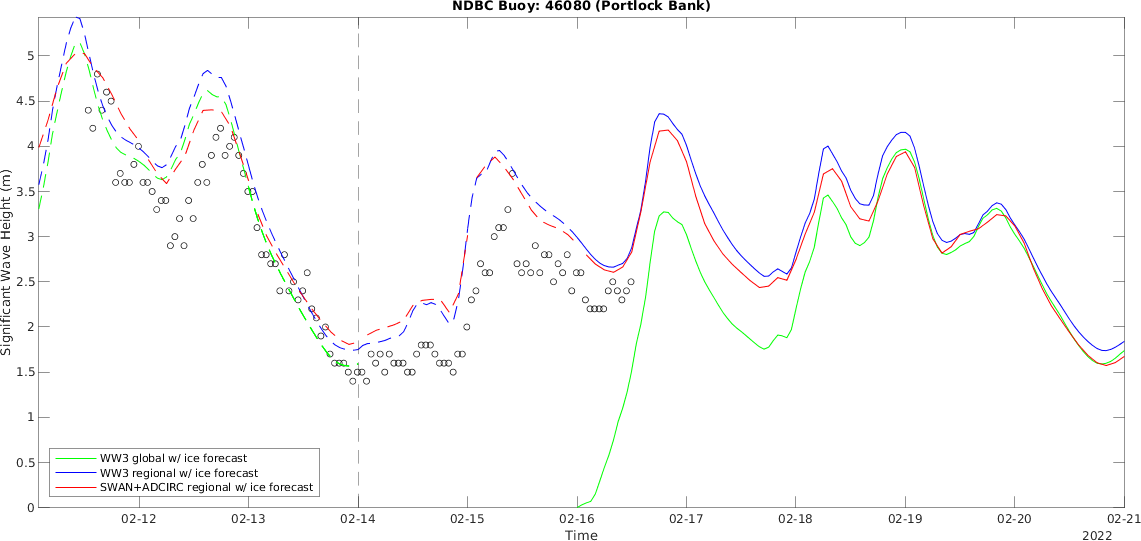 NDBC Buoy: 46080 (Portlock Bank)
Significant Wave Height (m)
5
4.5
4
3.5
3
2.5
2
1.5
1
0.5
0
WW3 global w/ ice forecast
WW3 regional w/ ice forecast
SWAN+ADCIRC regional w/ ice forecast
02-12 02-13 02-14 02-15 02-16 02-17 02-18 02-19 02-20 02-21
Time
2022